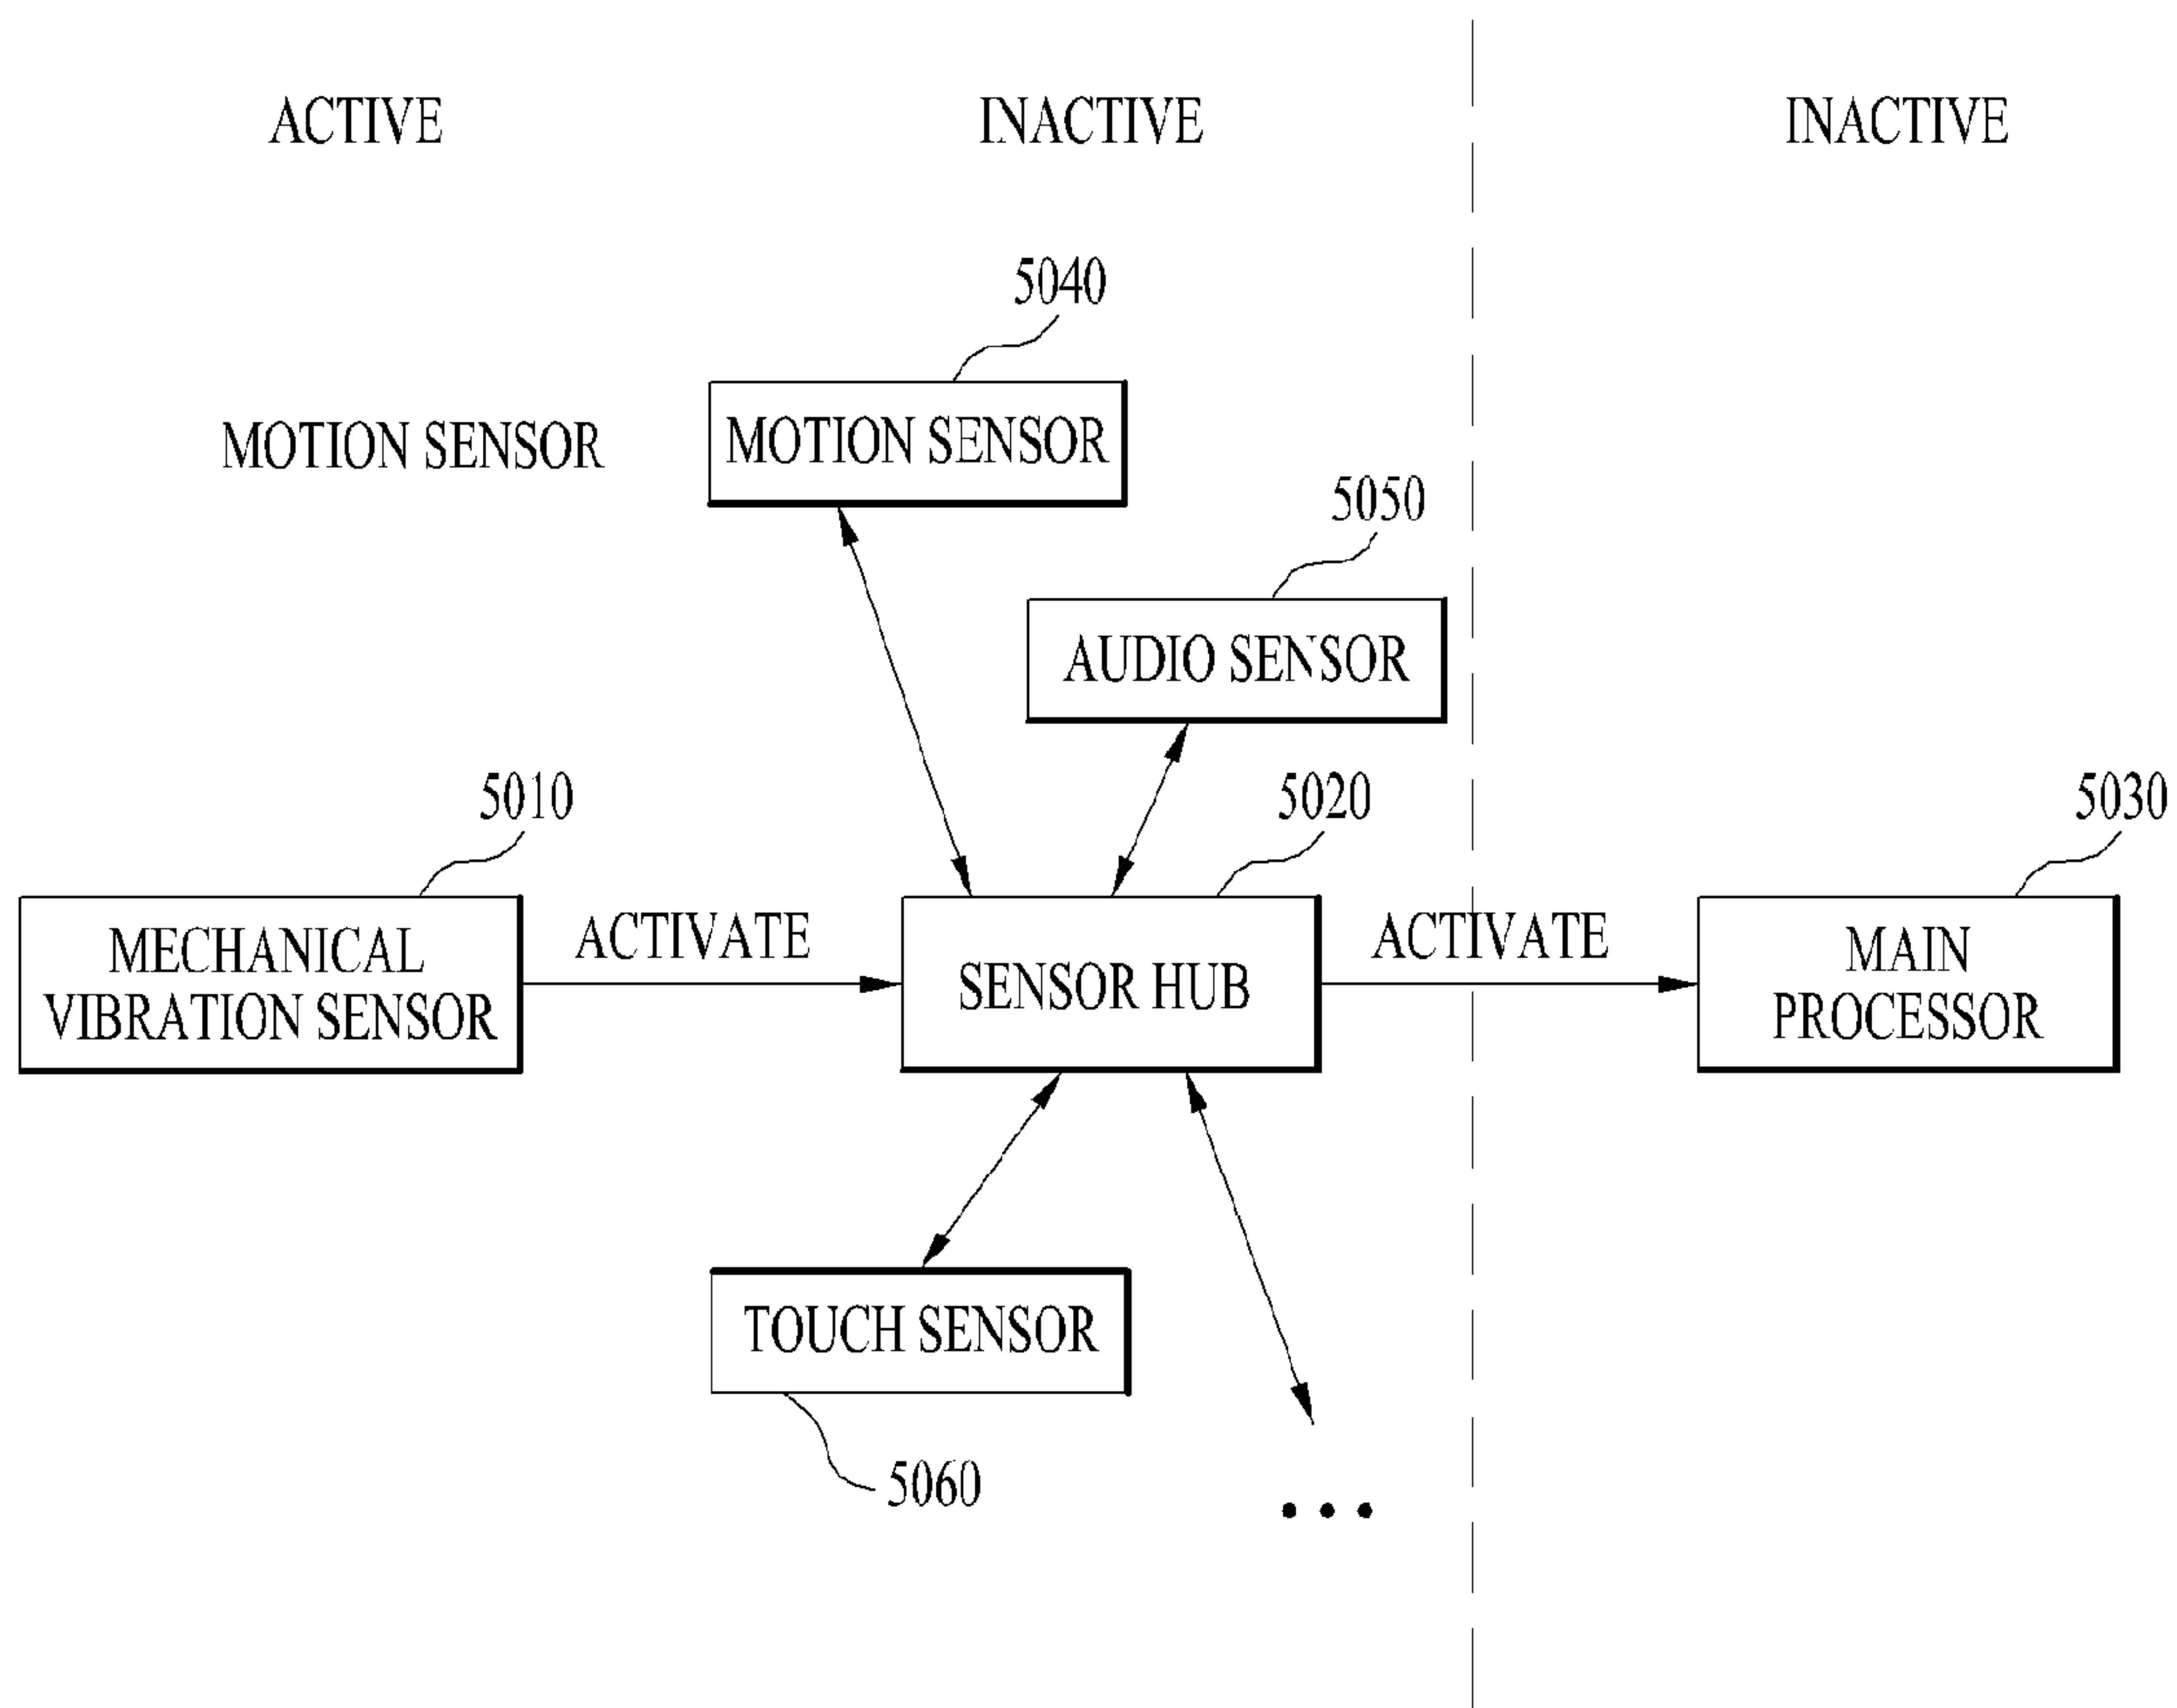 ACTIVE
INACTIVE
INACTIVE
5040
MOTION SENSOR
MOTION SENSOR
5050
AUDIO SENSOR
5010
5020
5030
MECHANICAL
VIBRATION SENSOR
ACTIVATE
SENSOR HUB
ACTIVATE
MAIN
PROCESSOR
TOUCH SENSOR
5060
...